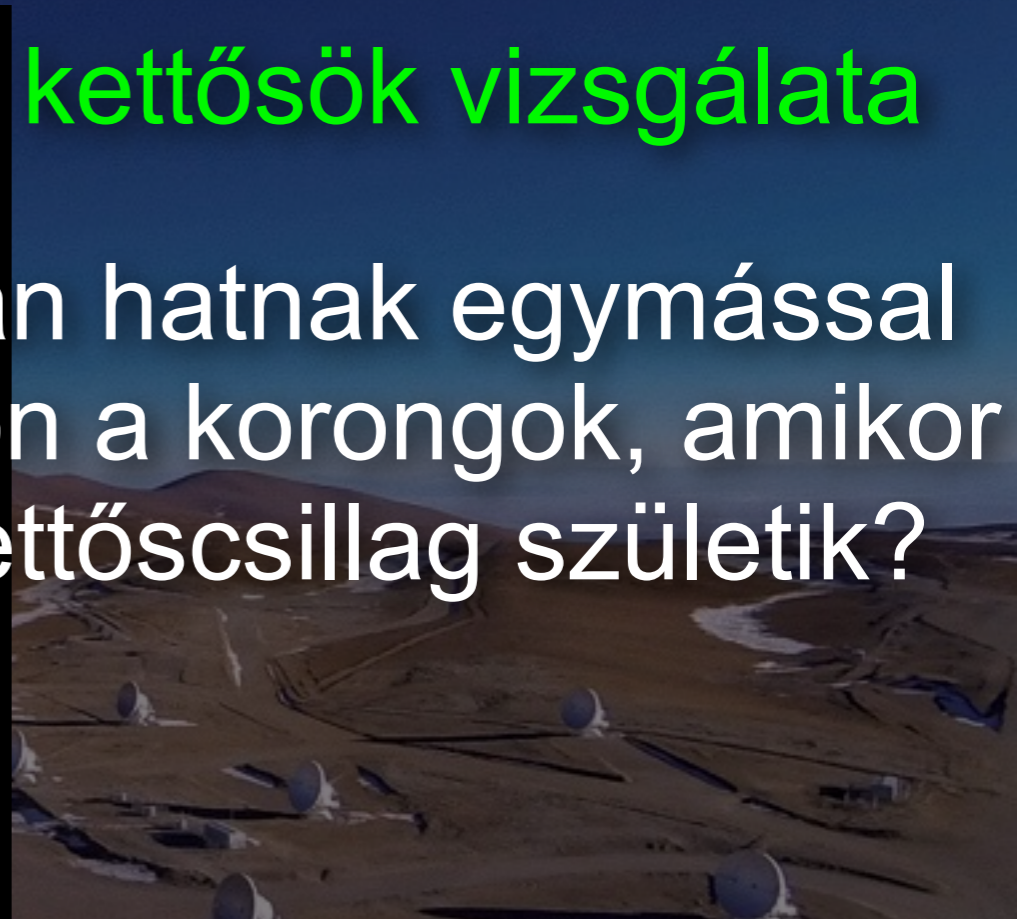 kettősök vizsgálata
hatnak egymással
a korongok, amikor
születik?